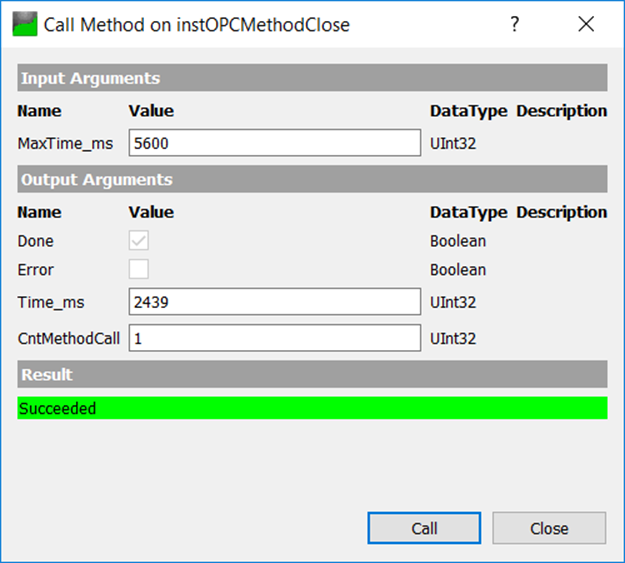 Call Method on instOPCMethodClose ?
Input Arguments
Name Value DataType Description
MaxTime_ms 5600 UInt32
Output Arguments
Name Value DataType Description
Done Boolean
Error Boolean
Time_ms 2439 UInt32
CntMethodCall 1 UInt32
Result
Succeeded
Call Close